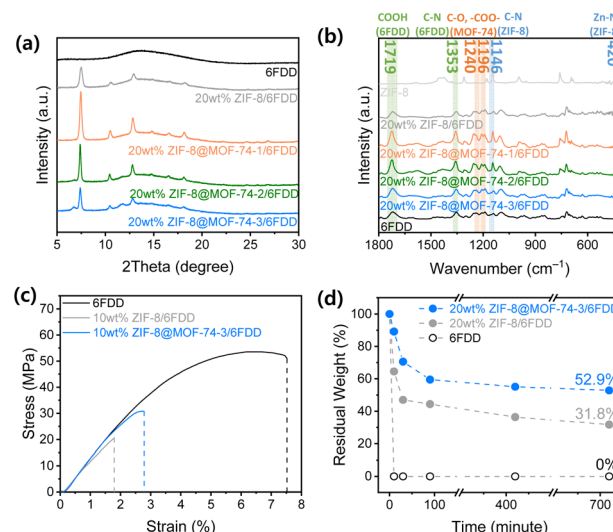 (a)
Intensity (a.u.)
6FDD
20wt% ZIF-8/6FDD
20wt% ZIF-8@MOF-74-1/6FDD
20wt% ZIF-8@MOF-74-2/6FDD
20wt% ZIF-8@MOF-74-3/6FDD
5 10 15 20 25 30
2Theta (degree)
COOH C-N C-O, -COO- C-N Zn-N
(6FDD) (6FDD) (MOF-74) (ZIF-8) (ZIF-8
(b)
1719
1353
1240
1196
1146
420
Intensity (a.u.)
ZIF-8
20wt% ZIF-8/6FDD
20wt% ZIF-8@MOF-74-1/6FDD
20wt% ZIF-8@MOF-74-2/6FDD
20wt% ZIF-8@MOF-74-3/6FDD
6FDD
1800 1500 1200 900 600
Wavenumber (cm⁻¹)
(c)
6FDD
10wt% ZIF-8/6FDD
10wt% ZIF-8@MOF-74-3/6FDD
Stress (MPa)
70
60
50
40
30
20
10
0
0 1 2 3 4 5 6 7 8
Strain (%)
(d)
20wt% ZIF-8@MOF-74-3/6FDD
20wt% ZIF-8/6FDD
6FDD
Residual Weight (%)
100
80
60
40
20
0
52.9%
31.8%
0%
0 100 400 700
Time (minute)